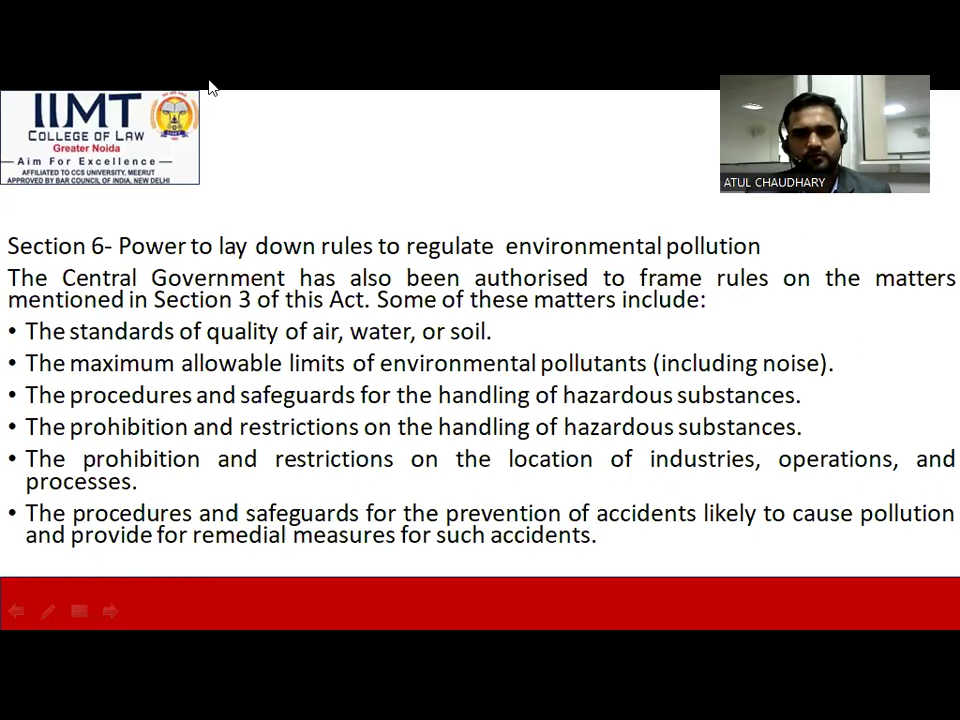 IIMT
COLLEGE OF LAW
Greater Noida
Aim For Excellence
AFFILIATED TO CCS UNIVERSITY, MEERUT
APPROVED BY BAR COUNCIL OF INDIA, NEW DELHI
ATUL CHAUDHARY
Section 6- Power to lay down rules to regulate environmental pollution
The Central Government has also been authorised to frame rules on the matters
mentioned in Section 3 of this Act. Some of these matters include:
• The standards of quality of air, water, or soil.
• The maximum allowable limits of environmental pollutants (including noise).
• The procedures and safeguards for the handling of hazardous substances.
• The prohibition and restrictions on the handling of hazardous substances.
• The prohibition and restrictions on the location of industries, operations, and
processes.
• The procedures and safeguards for the prevention of accidents likely to cause pollution
and provide for remedial measures for such accidents.